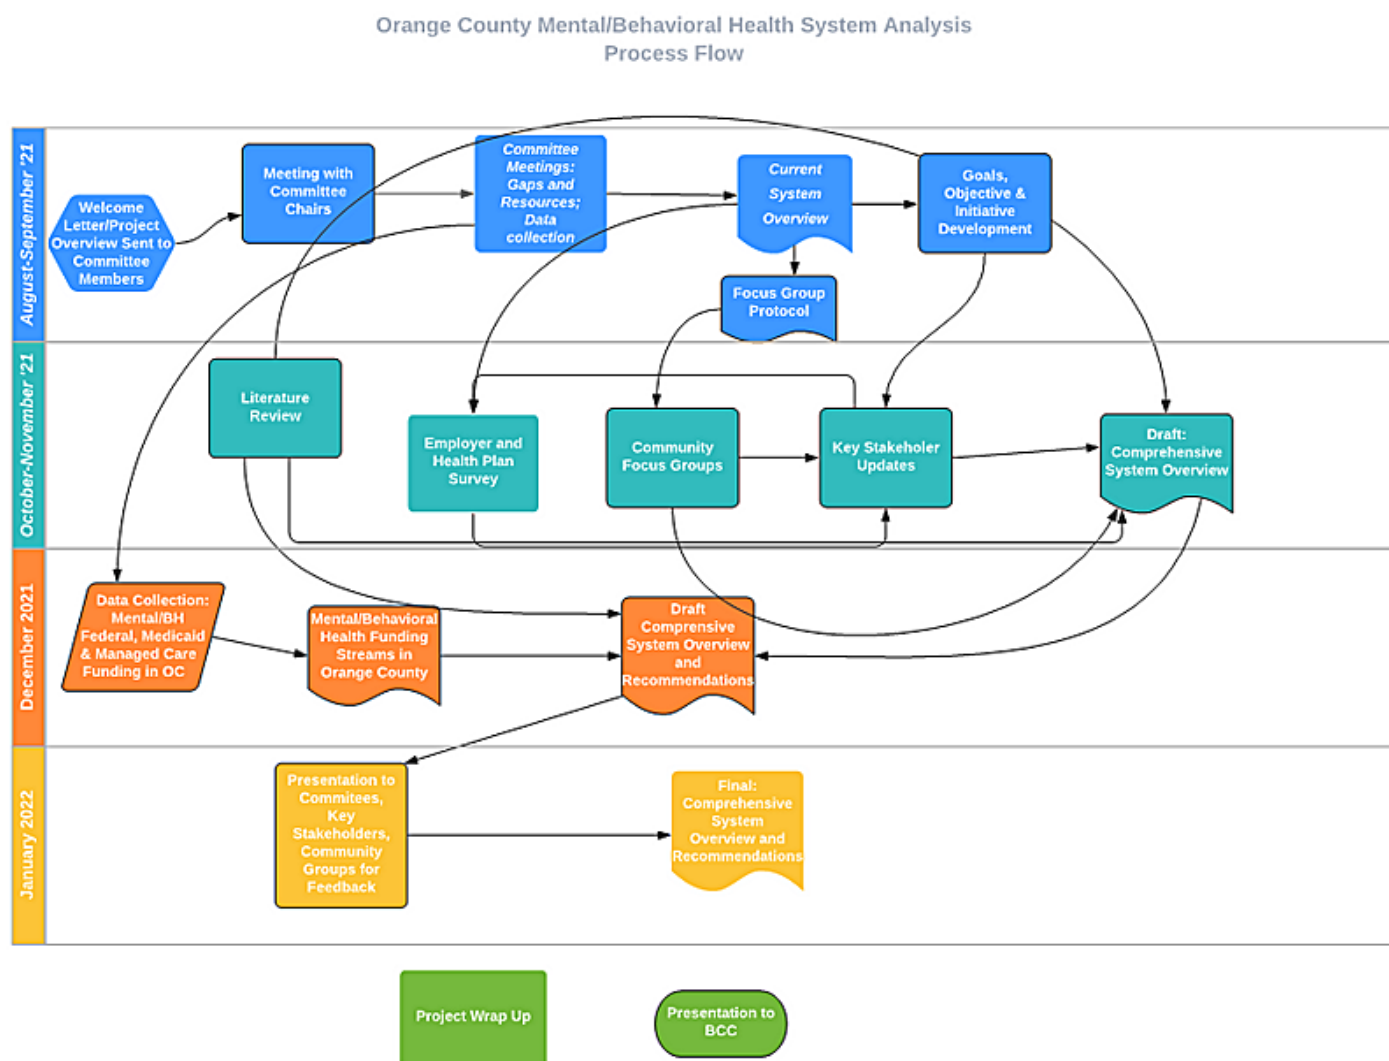 Orange County Mental/Behavioral Health System Analysis
Process Flow
August-September '21
Welcome
Letter/Project
Overview Sent to
Committee
Members
Meeting with
Committee
Chairs
Committee
Meetings:
Gaps and
Resources;
Data
collection
Current
System
Overview
Goals,
Objective &
Initiative
Development
Focus Group
Protocol
October-November '21
Literature
Review
Employer and
Health Plan
Survey
Community
Focus Groups
Key Stakeholer
Updates
Draft:
Comprehensive
System Overview
December 2021
Data Collection:
Mental/BH
Federal, Medicaid
& Managed Care
Funding in OC
Mental/Behavioral
Health Funding
Streams in
Orange County
Draft
Comprensive
System Overview
and
Recommendations
January 2022
Presentation to
Commitees,
Key
Stakeholders,
Community
Groups for
Feedback
Final:
Comprehensive
System
Overview and
Recommendations
Project Wrap Up
Presentation to
BCC